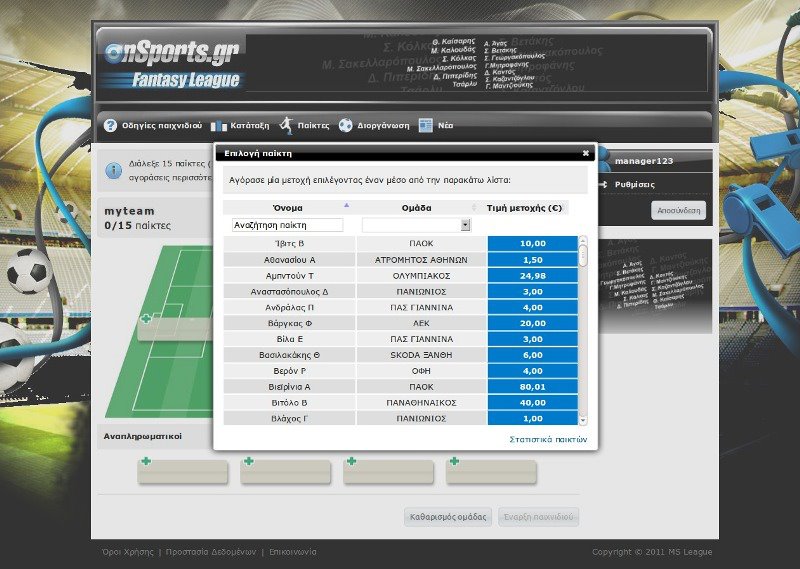 onSports.gr
Fantasy League
Θ. Καίσαρης
Μ. Καλουδάς
Σ. Κόλκας
Μ. Σακελλαρόπουλος
Δ. Πιπερίδης
Τσάρλυ
Α. Άγας
Σ. Βετάκης
Σ. Γεωργακόπουλος
Γ.Μητροφάνης
Δ. Καντός
Σ. Καζαντζόγλου
Γ. Μαντζιούκης
Οδηγίες παιχνιδιού Κατάταξη Παίκτες Διοργάνωση Νέα
Διάλεξε 15 παίκτες (
αγοράσεις περισσότε
myteam
0/15 παίκτες
Επιλογή παίκτη
Αγόρασε μία μετοχή επιλέγοντας έναν μέσο από την παρακάτω λίστα:
Όνομα Ομάδα Τιμή μετοχής (€)
Αναζήτηση παίκτη
Ίβιτς Β ΠΑΟΚ 10,00
Αθανασίου Α ΑΤΡΟΜΗΤΟΣ ΑΘΗΝΩΝ 1,50
Αμπντούν Τ ΟΛΥΜΠΙΑΚΟΣ 24,98
Αναστασόπουλος Δ ΠΑΝΙΩΝΙΟΣ 3,00
Ανδράλας Π ΠΑΣ ΓΙΑΝΝΙΝΑ 4,00
Βάργκας Φ ΑΕΚ 20,00
Βίλα Ε ΠΑΣ ΓΙΑΝΝΙΝΑ 3,00
Βασιλακάκης Θ SKODA ΞΑΝΘΗ 6,00
Βερόν Ρ ΟΦΗ 4,00
Βιεϊρίνια Α ΠΑΟΚ 80,01
Βιτόλο Β ΠΑΝΑΘΗΝΑΙΚΟΣ 40,00
Βλάχος Γ ΠΑΝΙΩΝΙΟΣ 1,00
Στατιστικά παικτών
manager123
Ρυθμίσεις
Αποσύνδεση
Αναπληρωματικοί
Καθαρισμός ομάδας Έναρξη παιχνιδιού
Όροι Χρήσης | Προστασία Δεδομένων | Επικοινωνία
Copyright © 2011 MS League